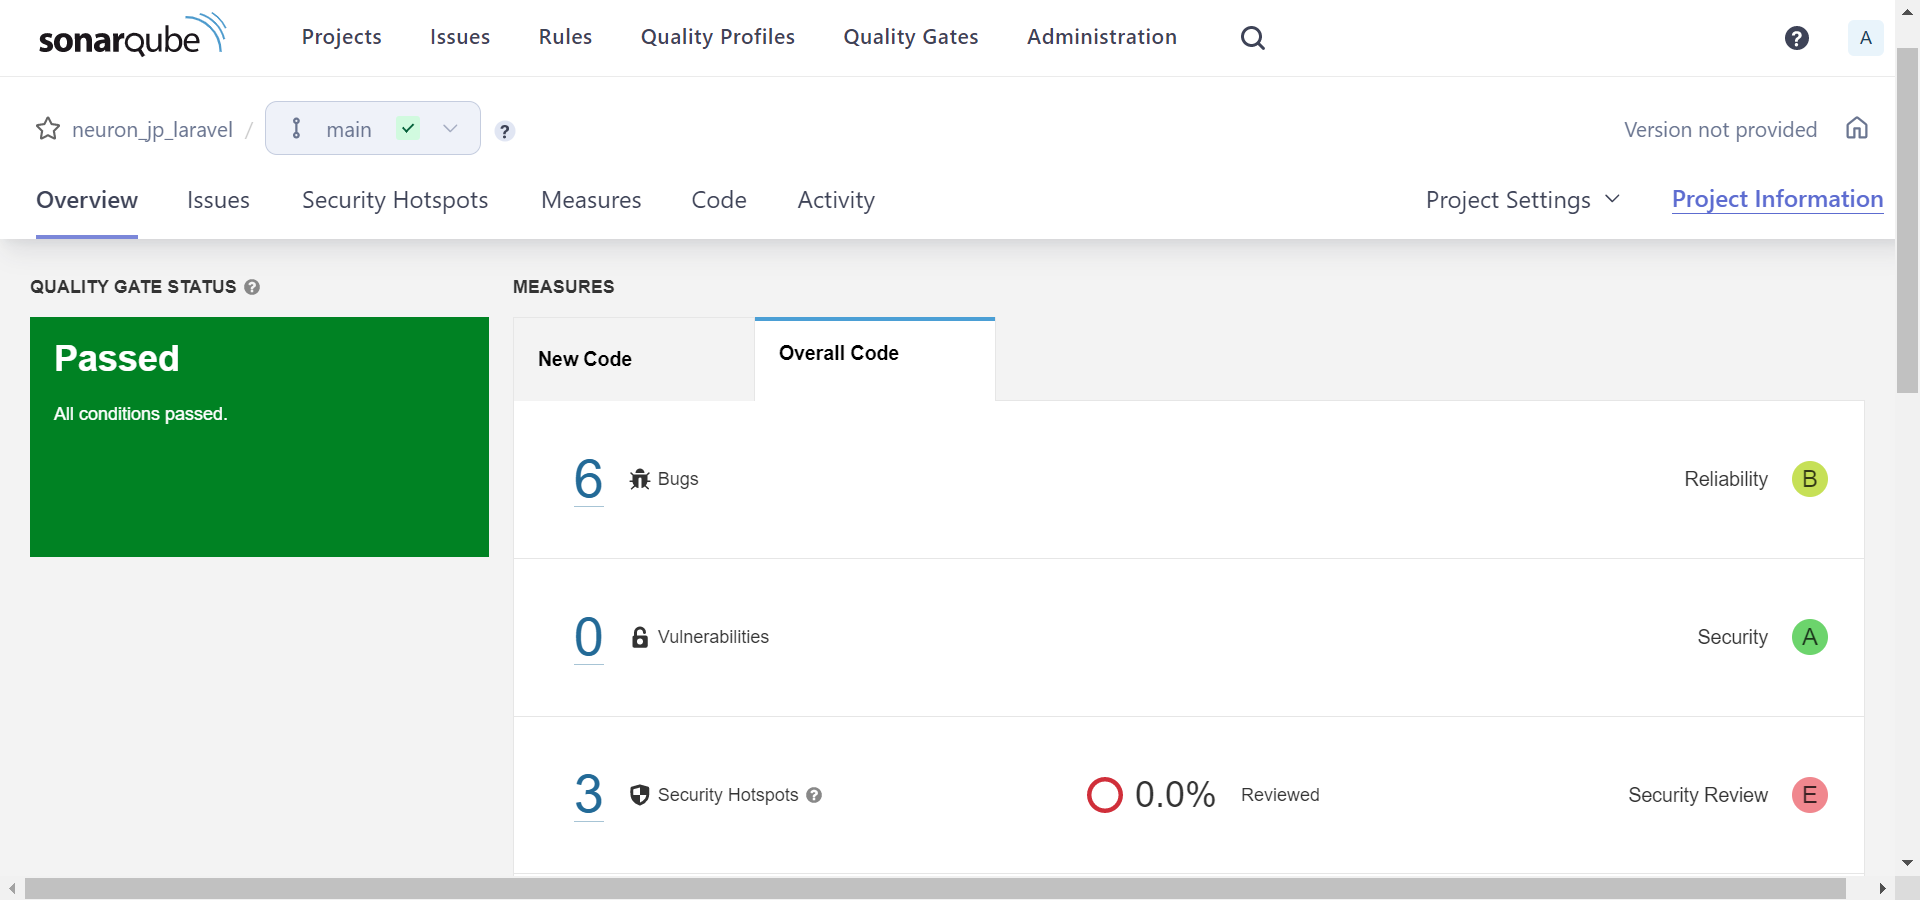 sonarqube Projects Issues Rules Quality Profiles Quality Gates Administration ? A
neuron_jp_laravel / main ? Version not provided
Overview Issues Security Hotspots Measures Code Activity Project Settings Project Information
QUALITY GATE STATUS ? MEASURES
Passed
All conditions passed.
New Code Overall Code
6 Bugs Reliability B
0 Vulnerabilities Security A
3 Security Hotspots ? 0.0% Reviewed Security Review E